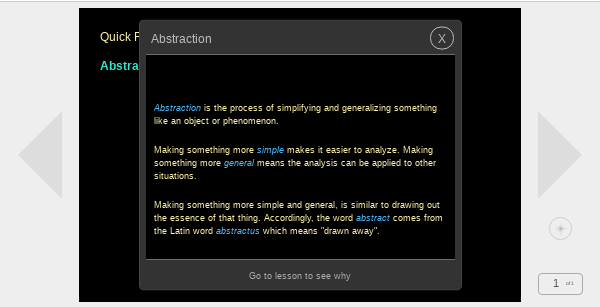 Quick
Abstraction
X
Abstra
Abstraction is the process of simplifying and generalizing something
like an object or phenomenon.
Making something more simple makes it easier to analyze. Making
something more general means the analysis can be applied to other
situations.
Making something more simple and general, is similar to drawing out
the essence of that thing. Accordingly, the word abstract comes from
the Latin word abstractus which means "drawn away".
Go to lesson to see why
1 of 1